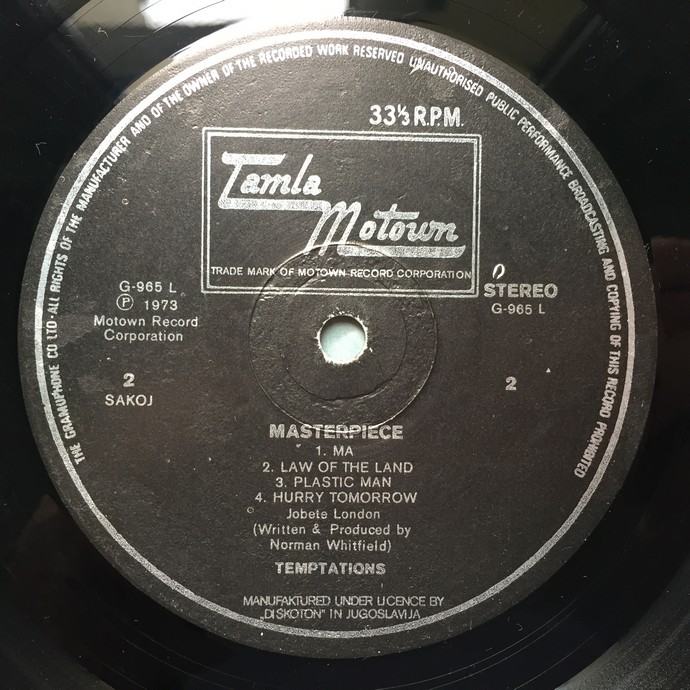 THE GRAMUPHONE CO LTD·ALL RIGHTS OF THE MANUFACTURER AND OF THE OWNER OF THE RECORDED WORK RESERVED UNAUTHORISED PUBLIC PERFORMANCE BROADCASTING AND COPYING OF THIS RECORD PROHIBITED
33⅓ R.P.M.
Tamla
Motown
TRADE MARK OF MOTOWN RECORD CORPORATION
G-965 L
℗ 1973
Motown Record
Corporation
STEREO
G-965 L
2
SAKOJ
2
MASTERPIECE
1. MA
2. LAW OF THE LAND
3. PLASTIC MAN
4. HURRY TOMORROW
Jobete London
(Written & Produced by
Norman Whitfield)
TEMPTATIONS
MANUFAKTURED UNDER LICENCE BY
„DISKOTON" IN JUGOSLAVIJA